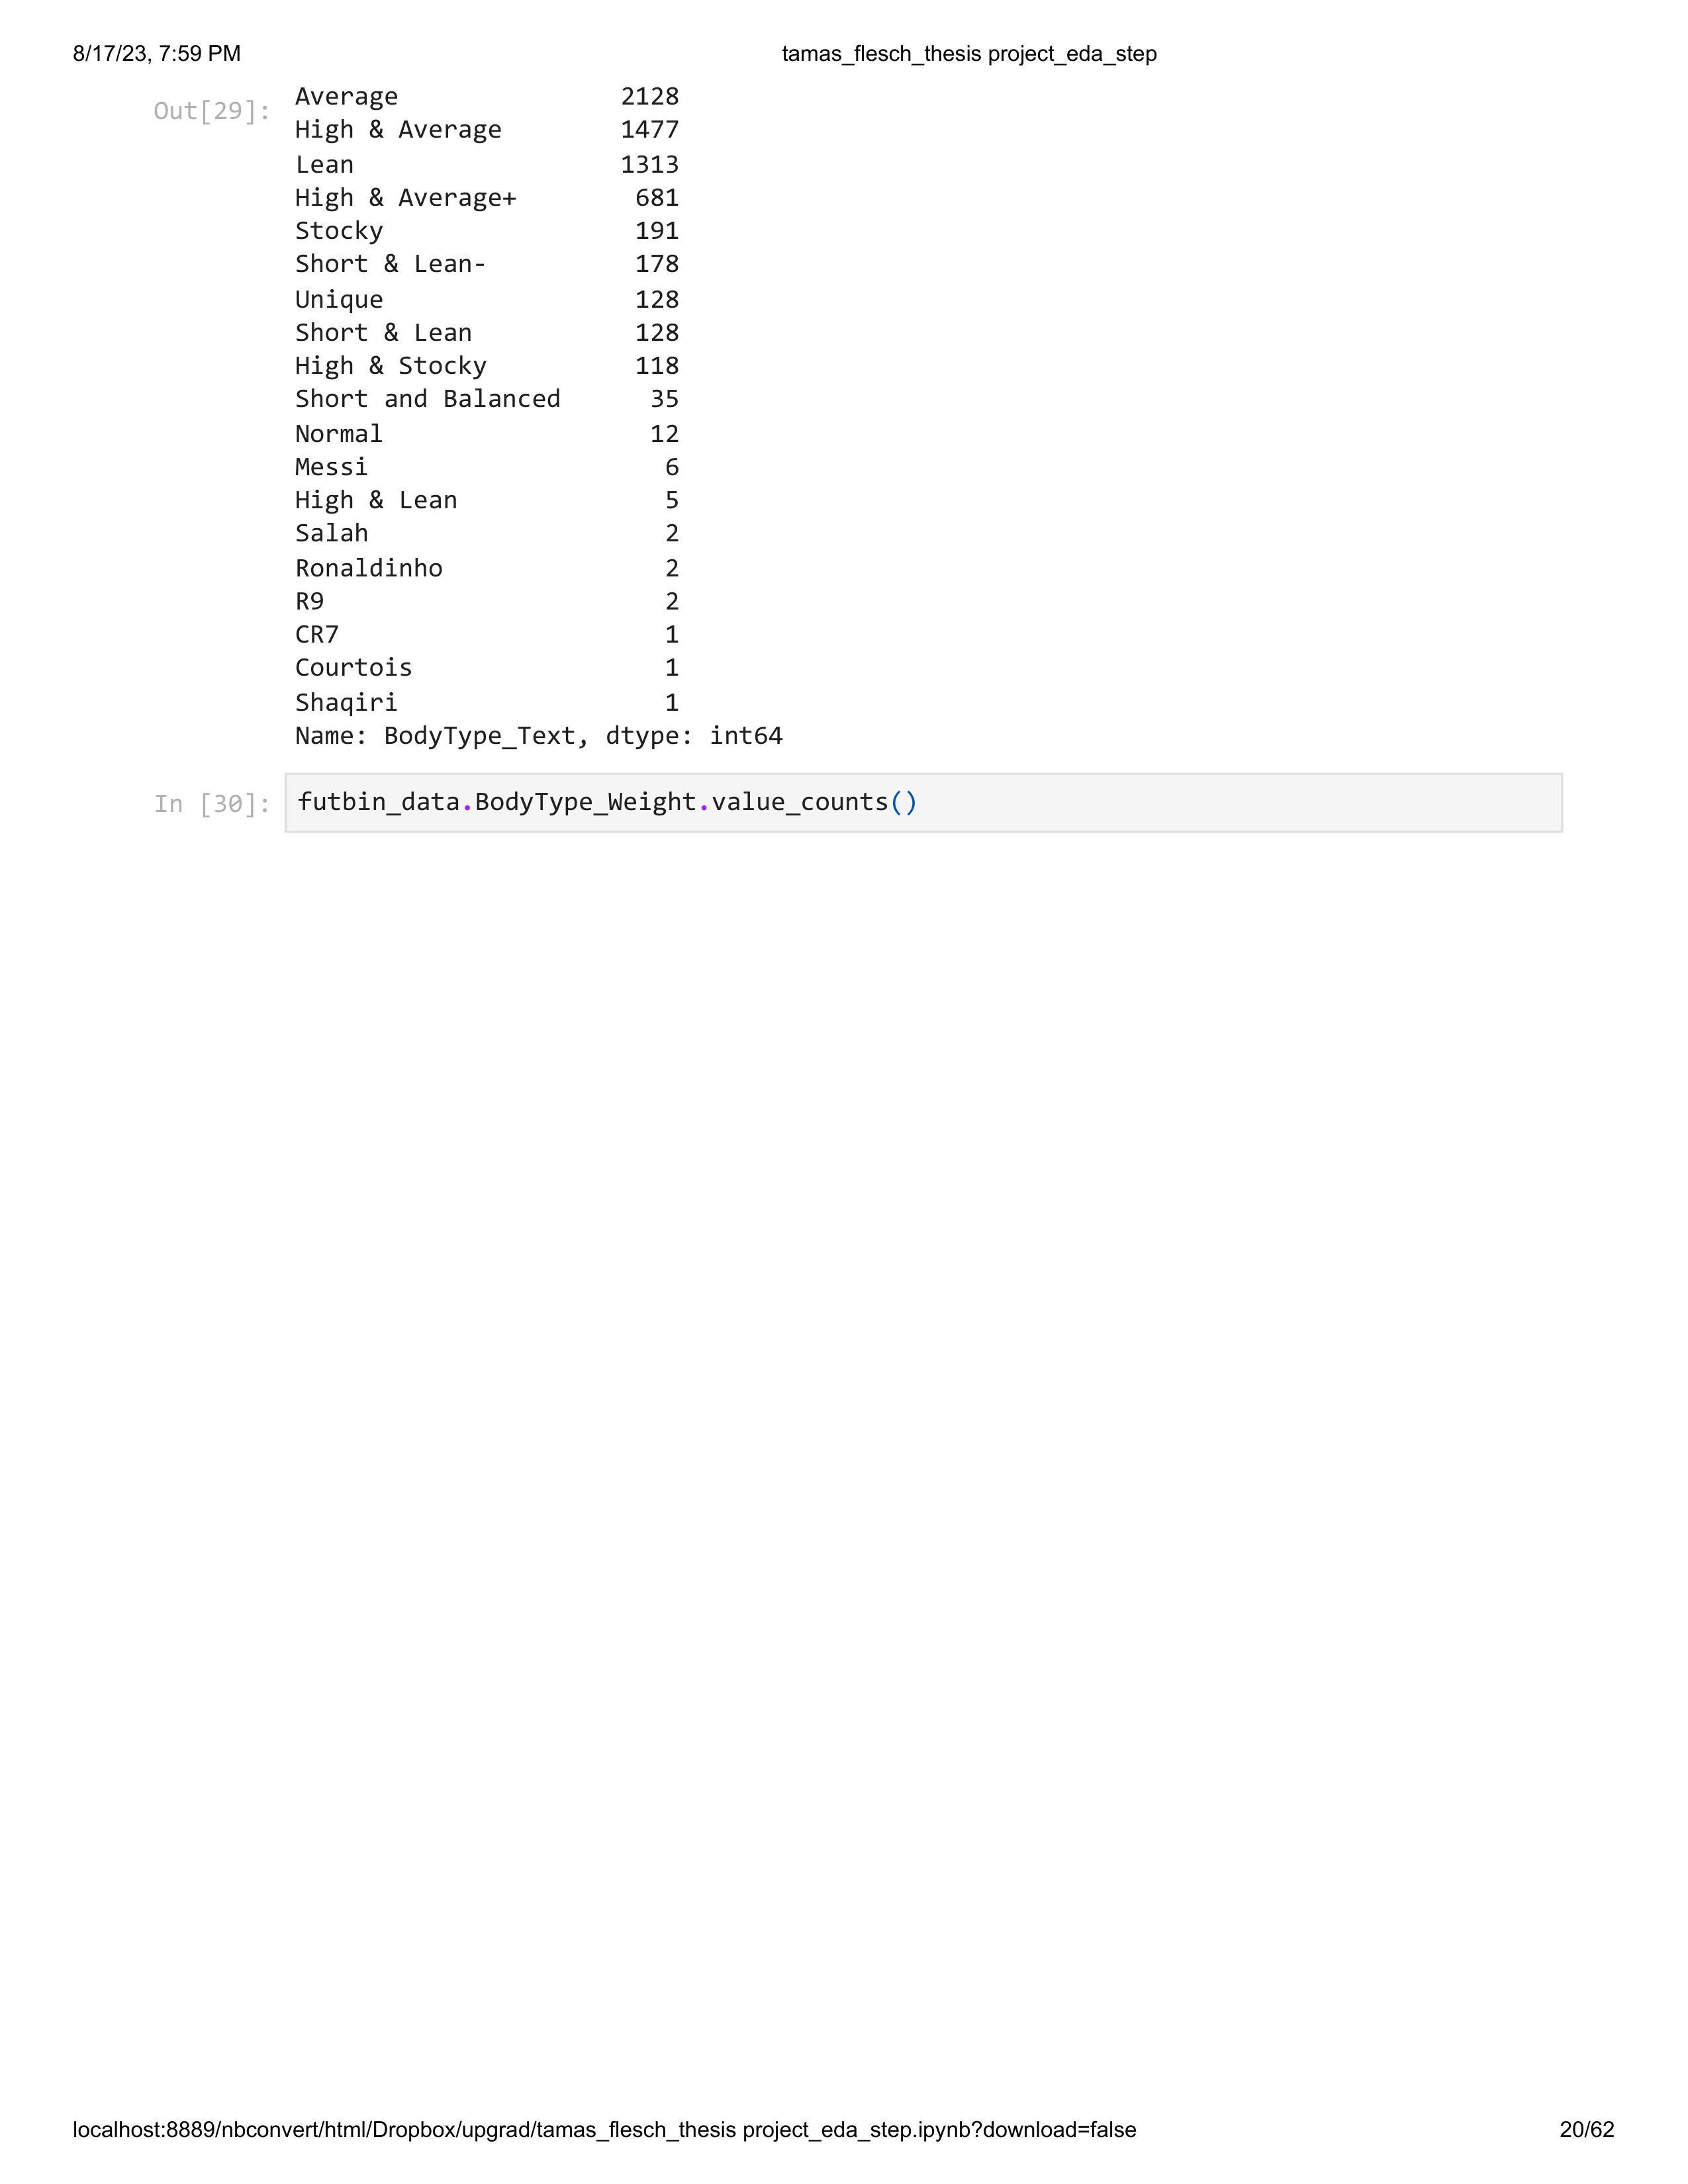 8/17/23, 7:59 PM tamas_flesch_thesis project_eda_step
Out[29]:
Average 2128
High & Average 1477
Lean 1313
High & Average+ 681
Stocky 191
Short & Lean- 178
Unique 128
Short & Lean 128
High & Stocky 118
Short and Balanced 35
Normal 12
Messi 6
High & Lean 5
Salah 2
Ronaldinho 2
R9 2
CR7 1
Courtois 1
Shaqiri 1
Name: BodyType_Text, dtype: int64
In [30]: futbin_data.BodyType_Weight.value_counts()
localhost:8889/nbconvert/html/Dropbox/upgrad/tamas_flesch_thesis project_eda_step.ipynb?download=false 20/62